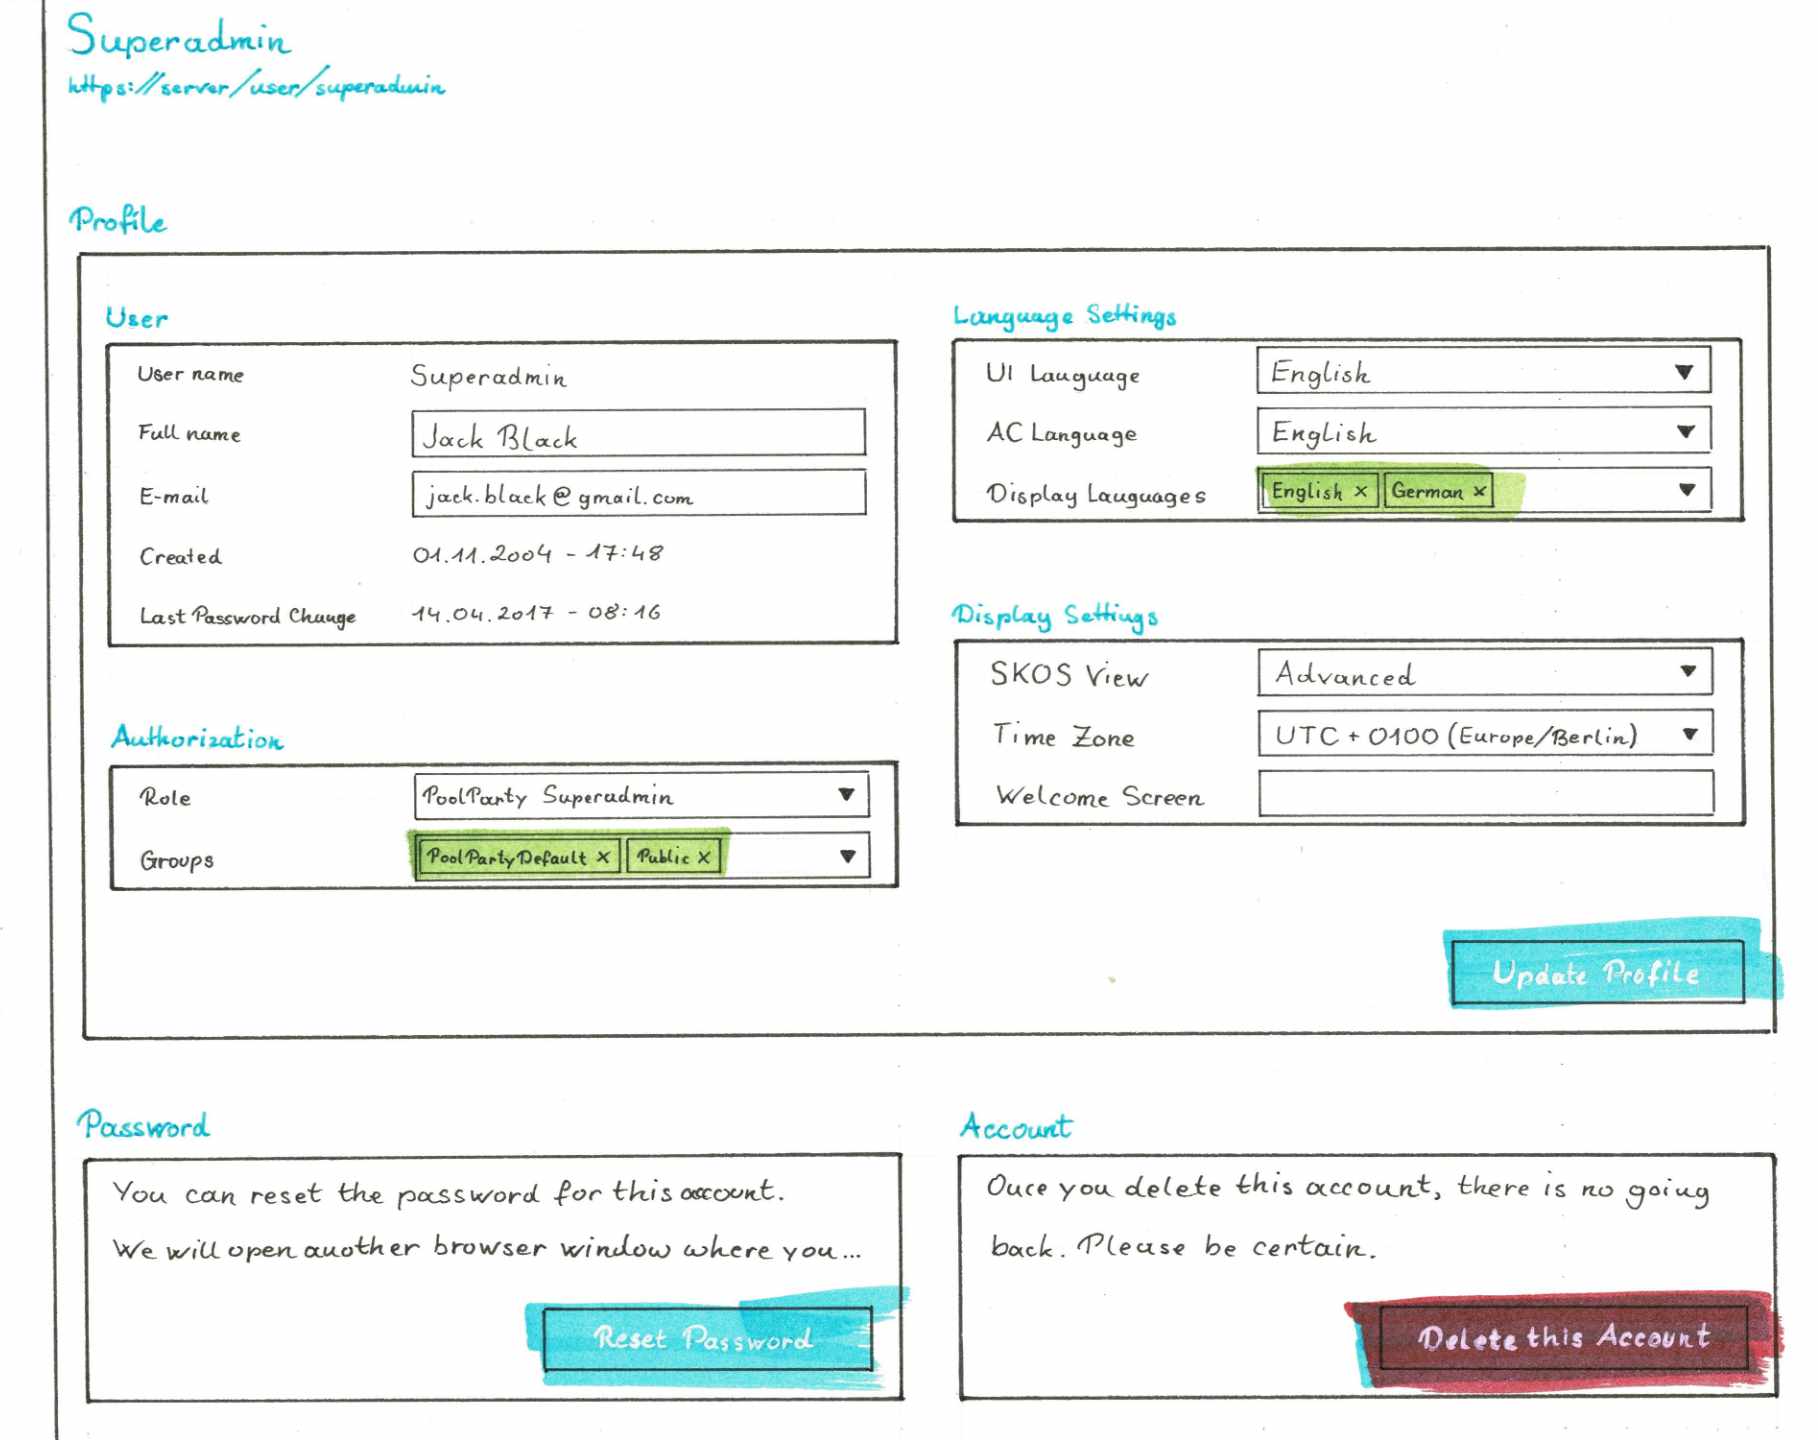 Superadmin
https://server/user/superadmin
Profile
User
User name Superadmin
Full name Jack Black
E-mail jack.black@gmail.com
Created 01.11.2004 - 17:48
Last Password Change 14.04.2017 - 08:16
Authorization
Role PoolParty Superadmin
Groups PoolPartyDefault x Public x
Language Settings
UI Language English
AC Language English
Display Languages English x German x
Display Settings
SKOS View Advanced
Time Zone UTC + 0100 (Europe/Berlin)
Welcome Screen
Update Profile
Password
You can reset the password for this account.
We will open another browser window where you...
Reset Password
Account
Once you delete this account, there is no going
back. Please be certain.
Delete this Account